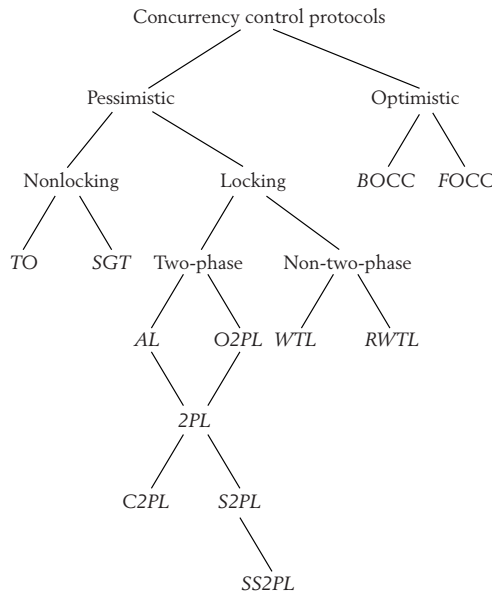 Concurrency control protocols
Pessimistic
Optimistic
Nonlocking
Locking
BOCC
FOCC
TO
SGT
Two-phase
Non-two-phase
AL
O2PL
WTL
RWTL
2PL
C2PL
S2PL
SS2PL